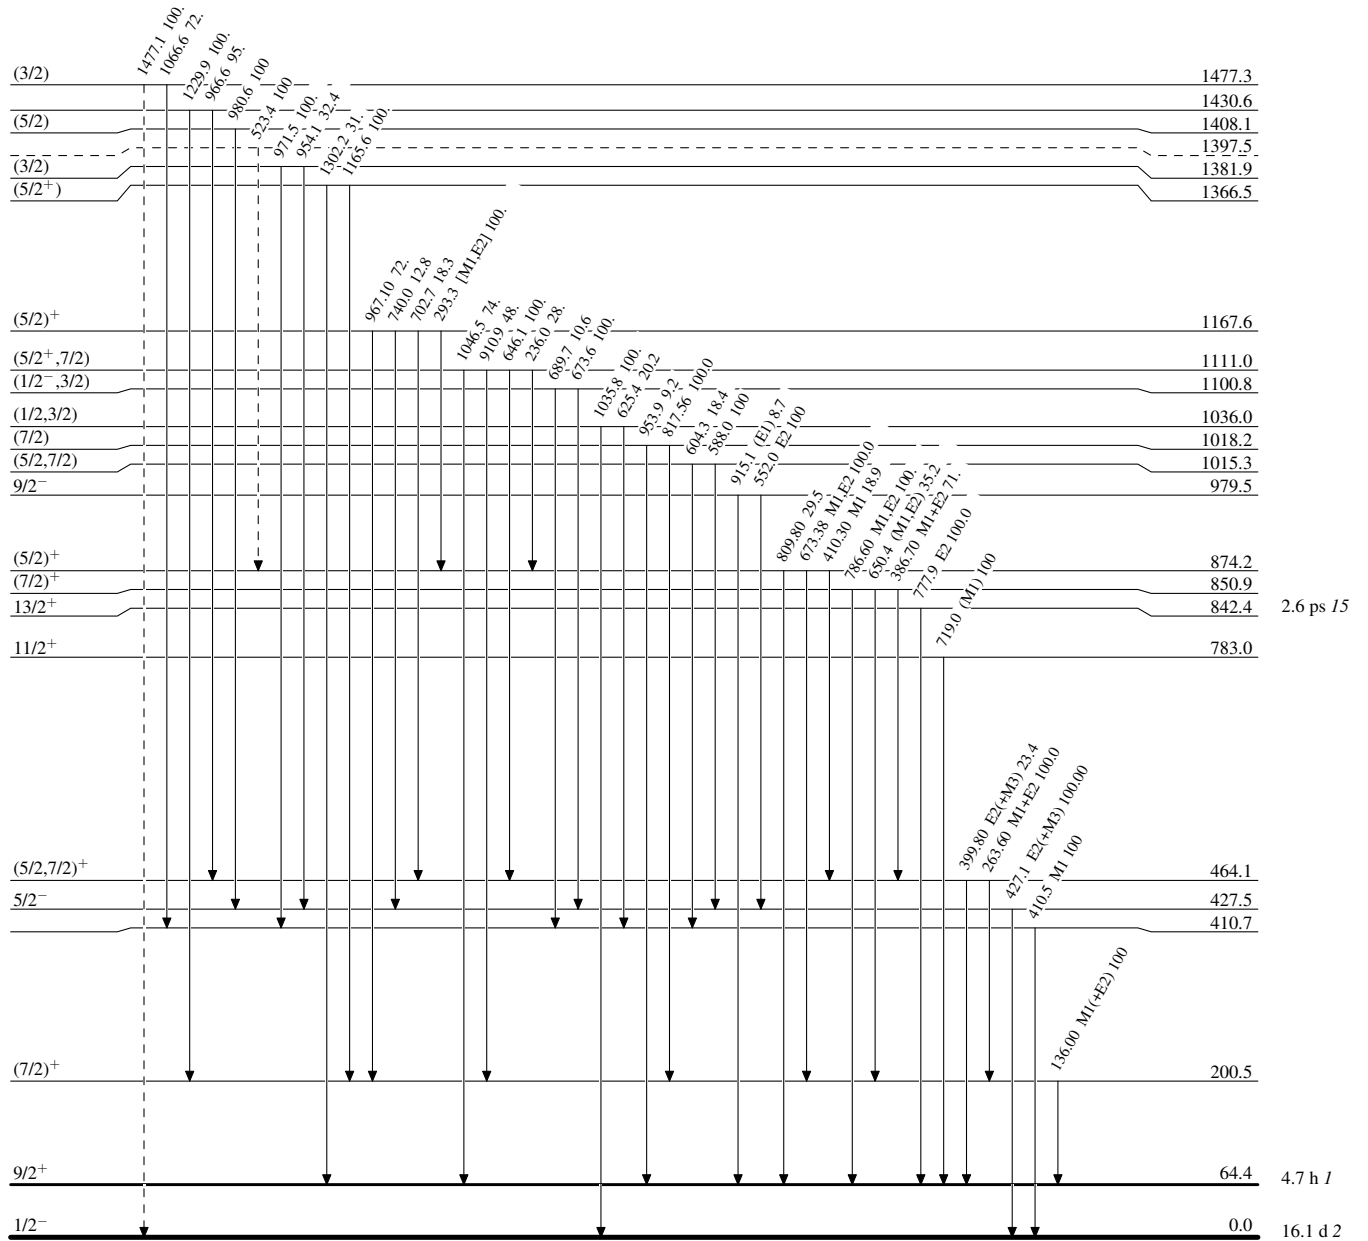 1477.1 100.
1066.6 72.
1229.9 100.
966.6 95.
980.6 100
523.4 100
971.5 100.
954.1 32.4
1302.2 31.
1165.6 100.
(3/2) 1477.3
1430.6
(5/2) 1408.1
1397.5
(3/2) 1381.9
(5/2⁺) 1366.5
967.10 72.
740.0 12.8
702.7 18.3
293.3 [M1,E2] 100.
(5/2)⁺ 1167.6
1046.5 74.
910.9 48.
646.1 100.
236.0 28.
(5/2⁺,7/2) 1111.0
689.7 10.6
673.6 100.
(1/2⁻,3/2) 1100.8
1035.8 100.
625.4 20.2
(1/2,3/2) 1036.0
953.9 9.2
817.56 100.0
(7/2) 1018.2
604.3 18.4
588.0 100
(5/2,7/2) 1015.3
915.1 (E1) 8.7
552.0 E2 100
9/2⁻ 979.5
809.80 29.5
673.38 M1,E2 100.0
410.30 M1 18.9
(5/2)⁺ 874.2
786.60 M1,E2 100.
650.4 (M1,E2) 35.2
386.70 M1+E2 71.
(7/2)⁺ 850.9
777.9 E2 100.0
13/2⁺ 842.4 2.6 ps 15
719.0 (M1) 100
11/2⁺ 783.0
399.80 E2(+M3) 23.4
263.60 M1+E2 100.0
(5/2,7/2)⁺ 464.1
427.1 E2(+M3) 100.00
5/2⁻ 427.5
410.5 M1 100
410.7
136.00 M1(+E2) 100
(7/2)⁺ 200.5
9/2⁺ 64.4 4.7 h 1
1/2⁻ 0.0 16.1 d 2